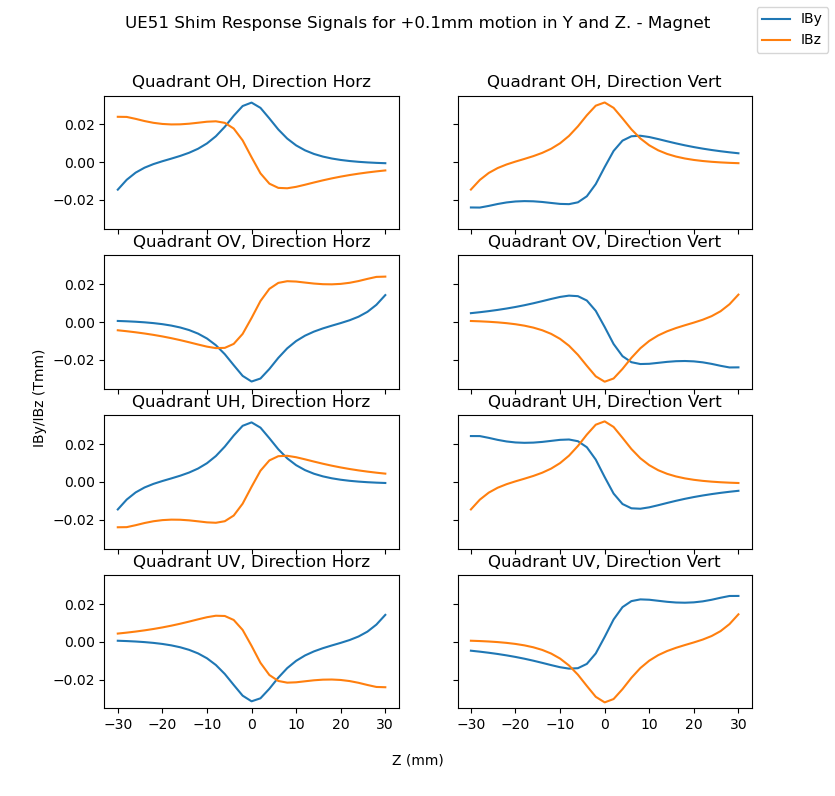 UE51 Shim Response Signals for +0.1mm motion in Y and Z. - Magnet
IBy
IBz
Quadrant OH, Direction Horz
Quadrant OH, Direction Vert
0.02
0.00
−0.02
Quadrant OV, Direction Horz
Quadrant OV, Direction Vert
0.02
0.00
−0.02
IBy/IBz (Tmm)
Quadrant UH, Direction Horz
Quadrant UH, Direction Vert
0.02
0.00
−0.02
Quadrant UV, Direction Horz
Quadrant UV, Direction Vert
0.02
0.00
−0.02
−30 −20 −10 0 10 20 30
−30 −20 −10 0 10 20 30
Z (mm)